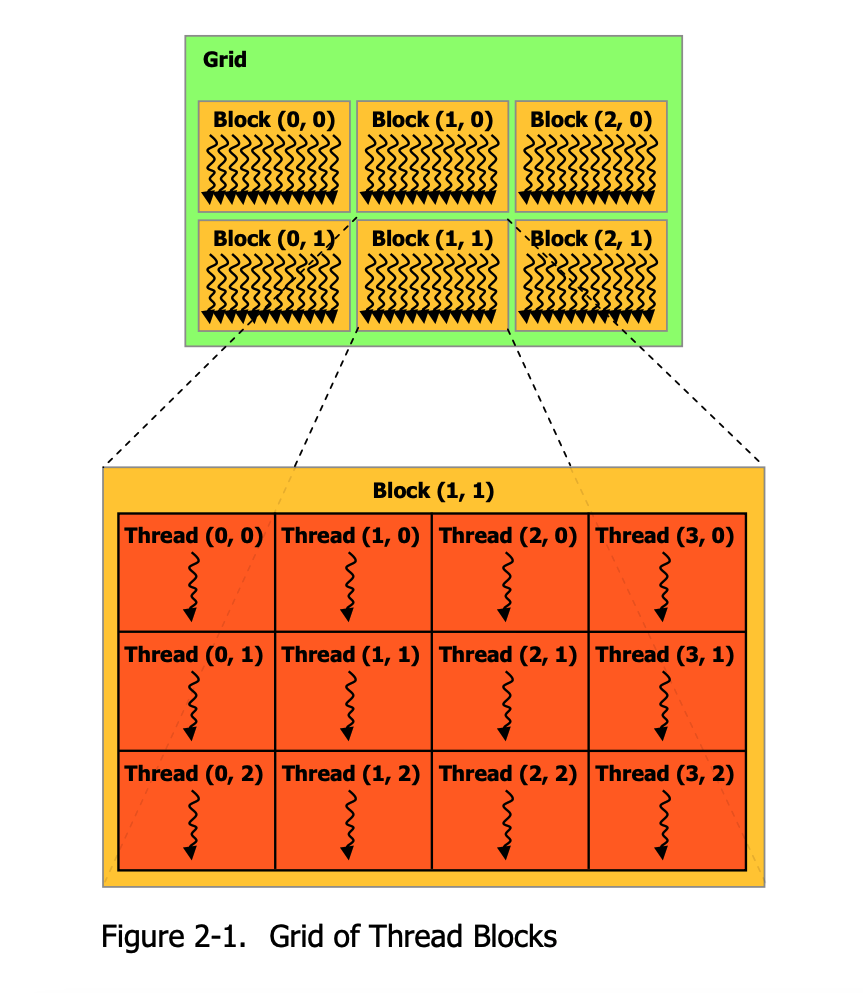 Grid
Block (0, 0) Block (1, 0) Block (2, 0)
Block (0, 1) Block (1, 1) Block (2, 1)
Block (1, 1)
Thread (0, 0) Thread (1, 0) Thread (2, 0) Thread (3, 0)
Thread (0, 1) Thread (1, 1) Thread (2, 1) Thread (3, 1)
Thread (0, 2) Thread (1, 2) Thread (2, 2) Thread (3, 2)
Figure 2-1. Grid of Thread Blocks